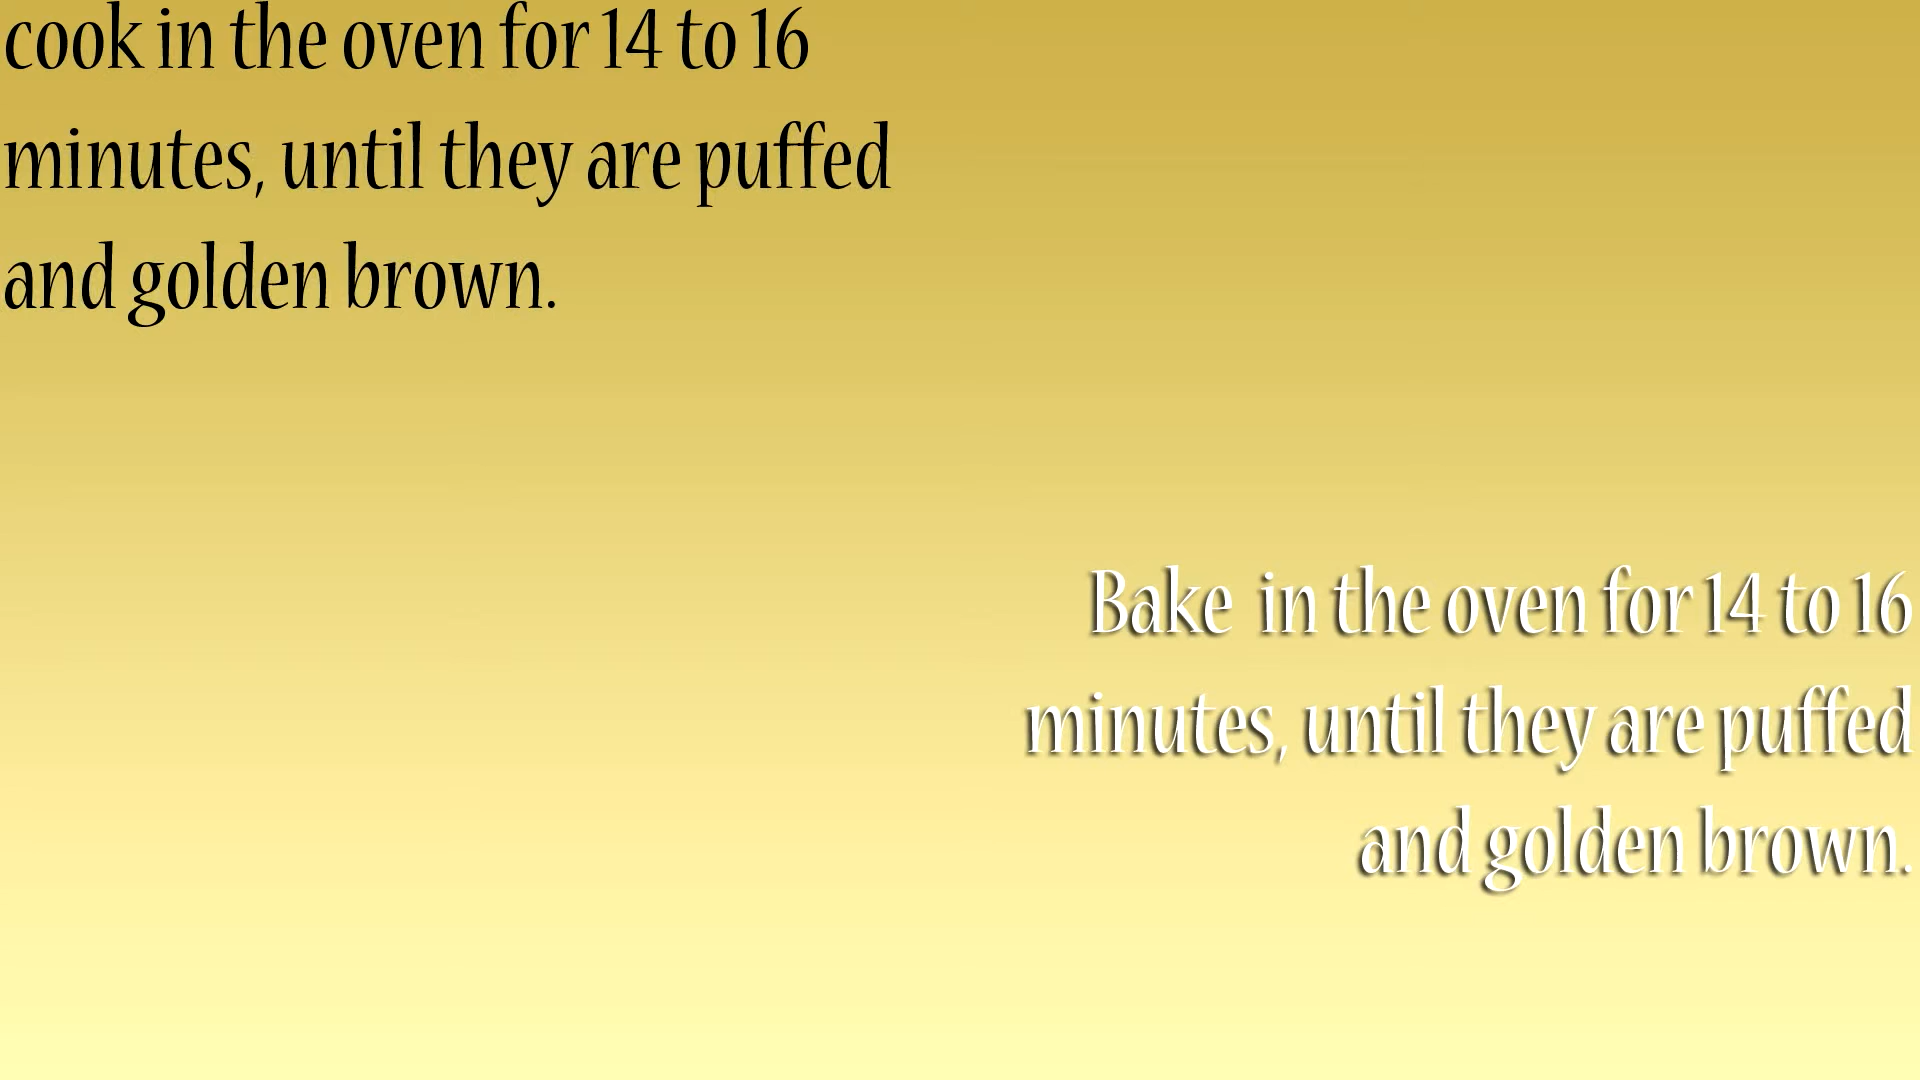 cook in the oven for 14 to 16
minutes, until they are puffed
and golden brown.
Bake  in the oven for 14 to 16
minutes, until they are puffed
and golden brown.